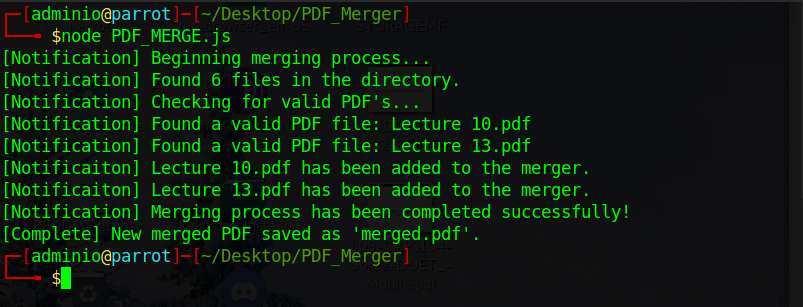 ┌─[adminio@parrot]─[~/Desktop/PDF_Merger]
└──╼ $node PDF_MERGE.js
[Notification] Beginning merging process...
[Notification] Found 6 files in the directory.
[Notification] Checking for valid PDF's...
[Notification] Found a valid PDF file: Lecture 10.pdf
[Notification] Found a valid PDF file: Lecture 13.pdf
[Notificaiton] Lecture 10.pdf has been added to the merger.
[Notificaiton] Lecture 13.pdf has been added to the merger.
[Notification] Merging process has been completed successfully!
[Complete] New merged PDF saved as 'merged.pdf'.
┌─[adminio@parrot]─[~/Desktop/PDF_Merger]
└──╼ $
Mobile.pdf